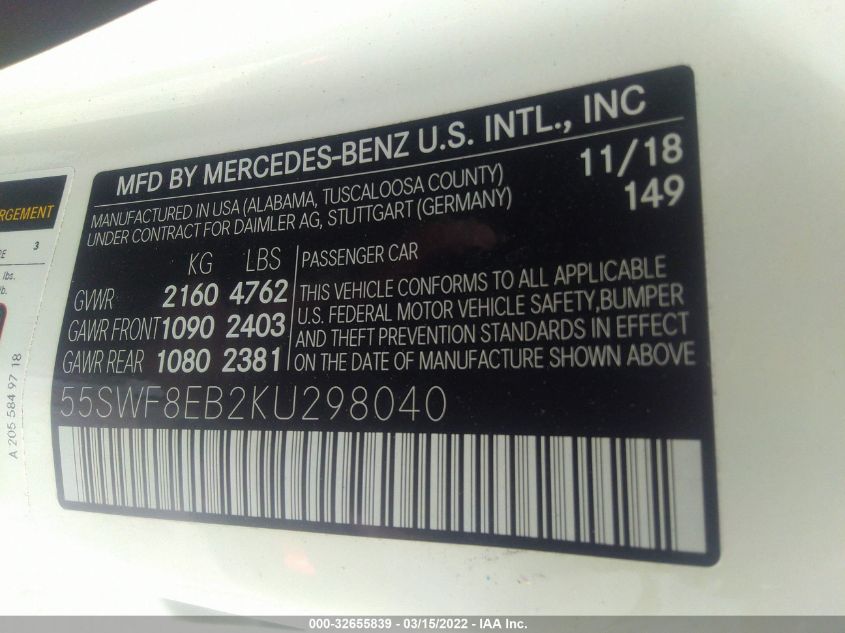 MFD BY MERCEDES-BENZ U.S. INTL., INC
MANUFACTURED IN USA (ALABAMA, TUSCALOOSA COUNTY)
UNDER CONTRACT FOR DAIMLER AG, STUTTGART (GERMANY)
11/18
149
KG LBS
GVWR 2160 4762
GAWR FRONT 1090 2403
GAWR REAR 1080 2381
PASSENGER CAR
THIS VEHICLE CONFORMS TO ALL APPLICABLE
U.S. FEDERAL MOTOR VEHICLE SAFETY,BUMPER
AND THEFT PREVENTION STANDARDS IN EFFECT
ON THE DATE OF MANUFACTURE SHOWN ABOVE
55SWF8EB2KU298040
RGEMENT
3
lbs.
A 205 584 97 18
000-32655839 - 03/15/2022 - IAA Inc.